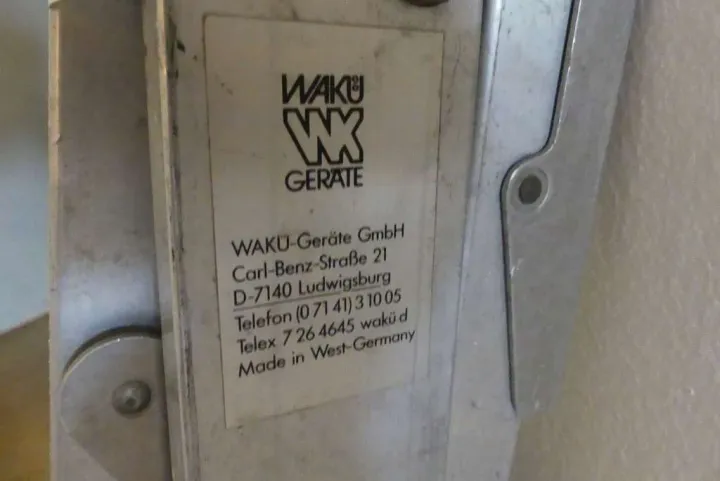 WAKÜ
WK
GERÄTE
WAKÜ-Geräte GmbH
Carl-Benz-Straße 21
D-7140 Ludwigsburg
Telefon (0 71 41) 3 10 05
Telex 7 26 4645 wakü d
Made in West-Germany